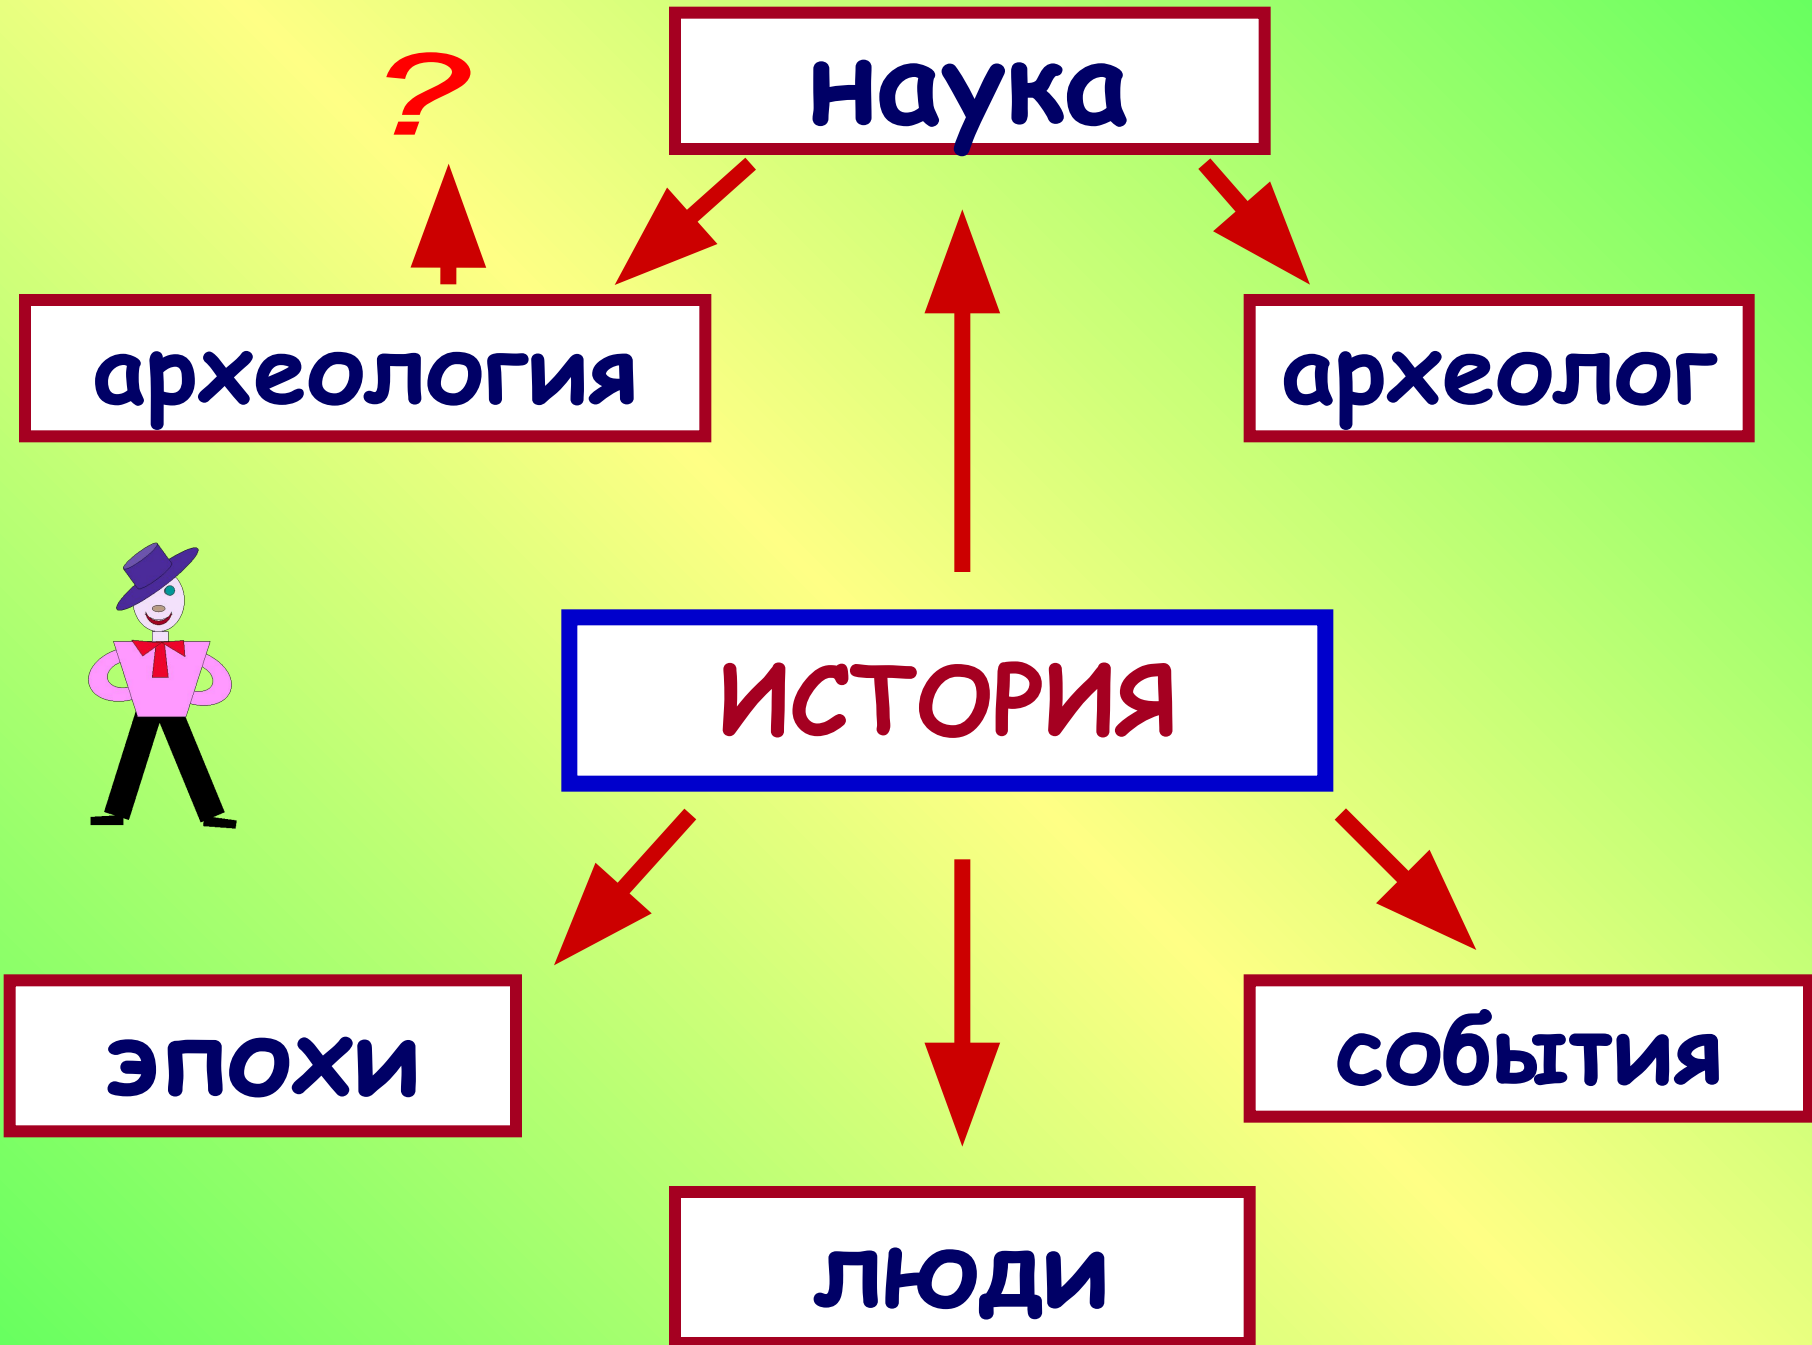 ?
наука
археология
археолог
ИСТОРИЯ
эпохи
события
люди